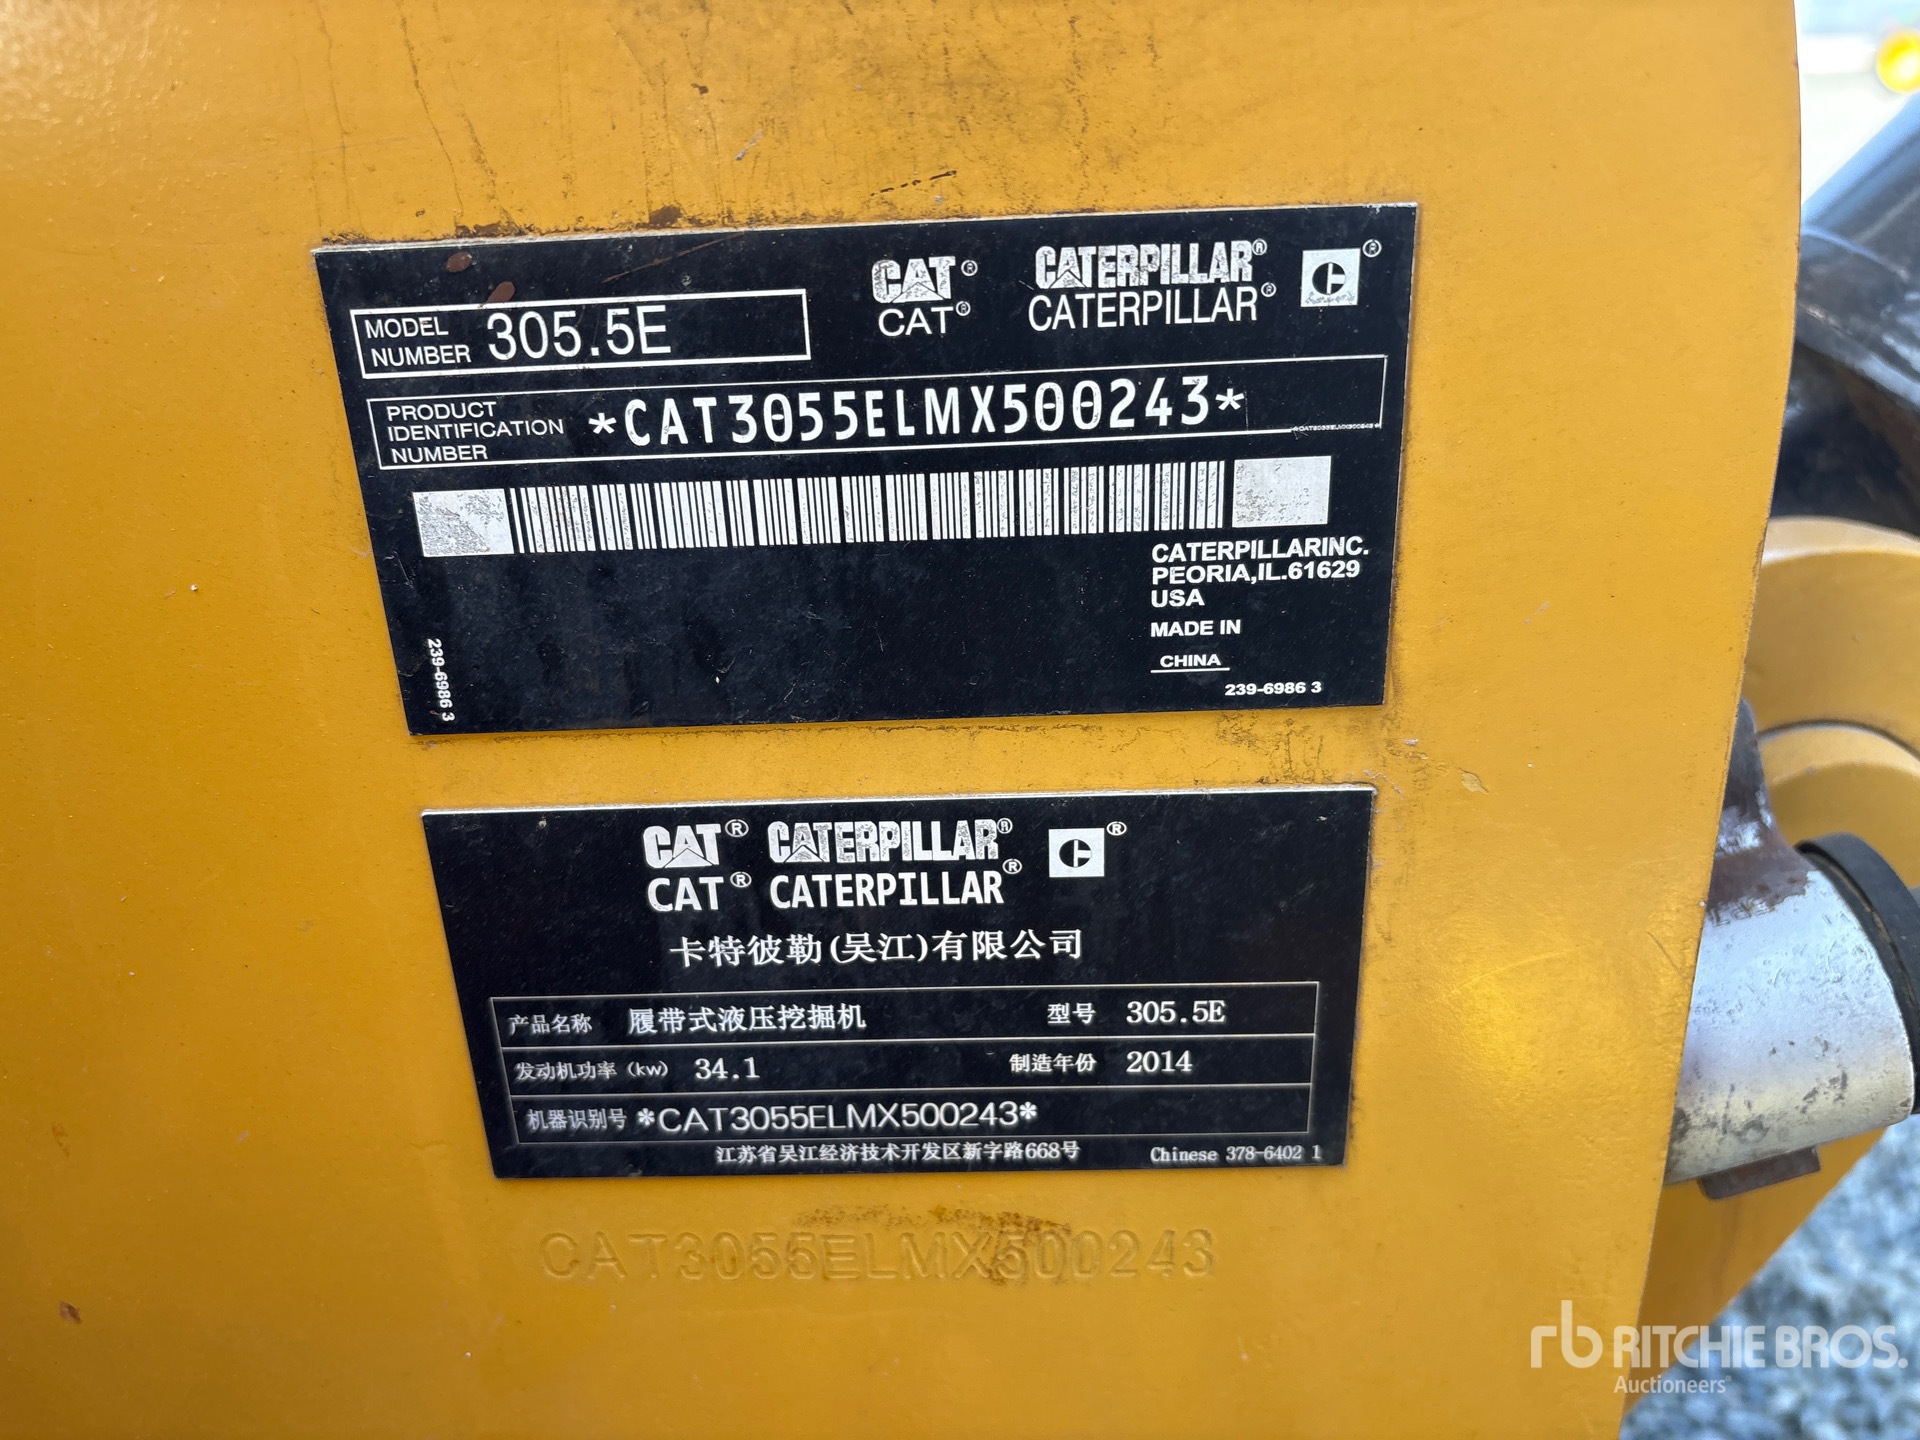 CAT® CATERPILLAR® C®
CAT® CATERPILLAR®
MODEL NUMBER 305.5E
PRODUCT IDENTIFICATION NUMBER *CAT3055ELMX500243*
*CAT3055ELMX500243*
CATERPILLAR INC.
PEORIA,IL.61629
USA
MADE IN
CHINA
239-6986 3
239-6986 3
CAT® CATERPILLAR® C®
CAT® CATERPILLAR®
卡特彼勒(吴江)有限公司
产品名称 履带式液压挖掘机 型号 305.5E
发动机功率(kw) 34.1 制造年份 2014
机器识别号 *CAT3055ELMX500243*
江苏省吴江经济技术开发区新字路668号 Chinese 378-6402 1
CAT3055ELMX500243
rb RITCHIE BROS.
Auctioneers